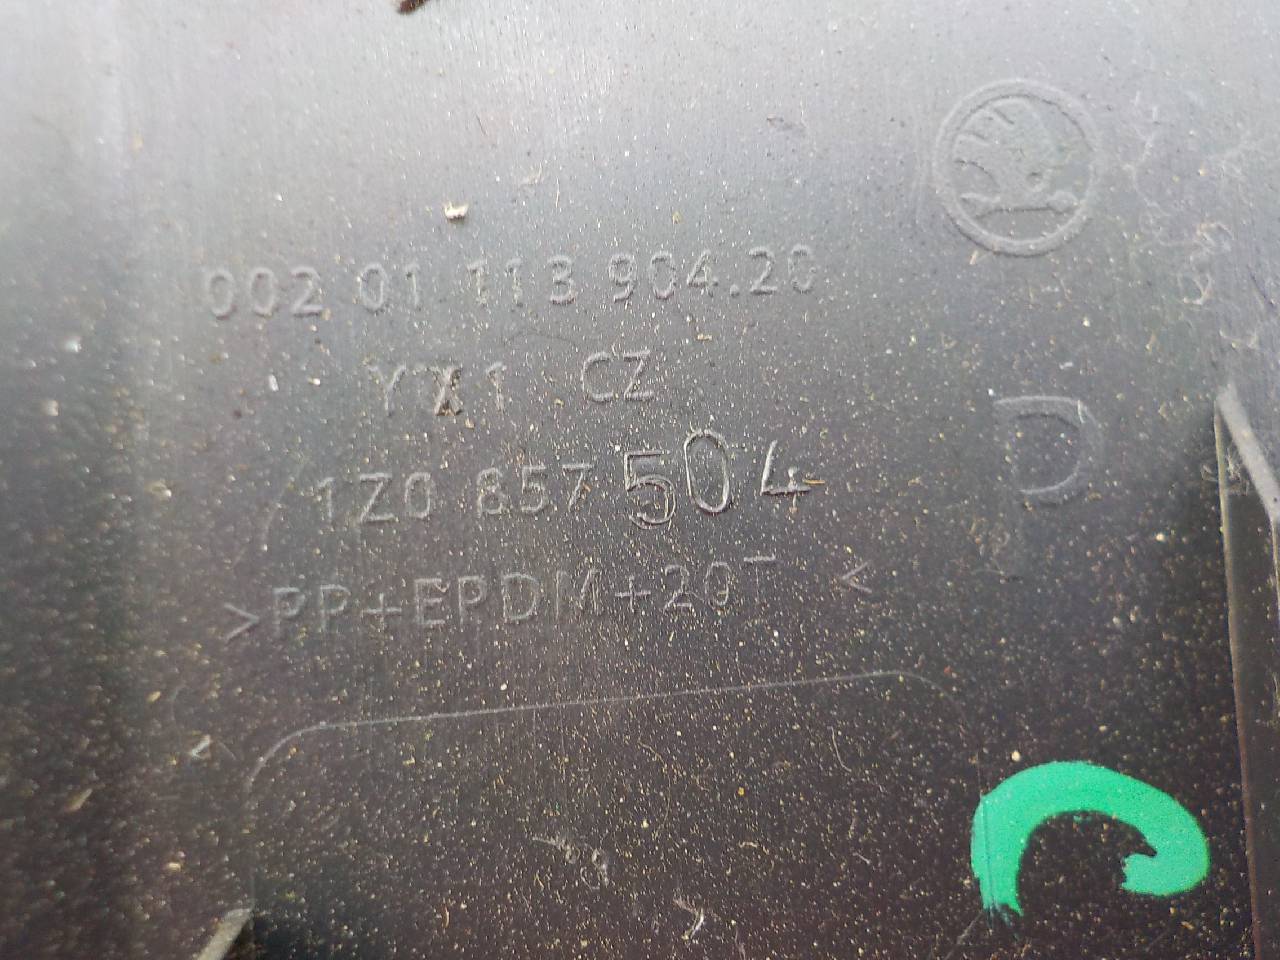 002 01 113 904.20
YX1 CZ
1Z0 857 504
D
>PP+EPDM+20T <